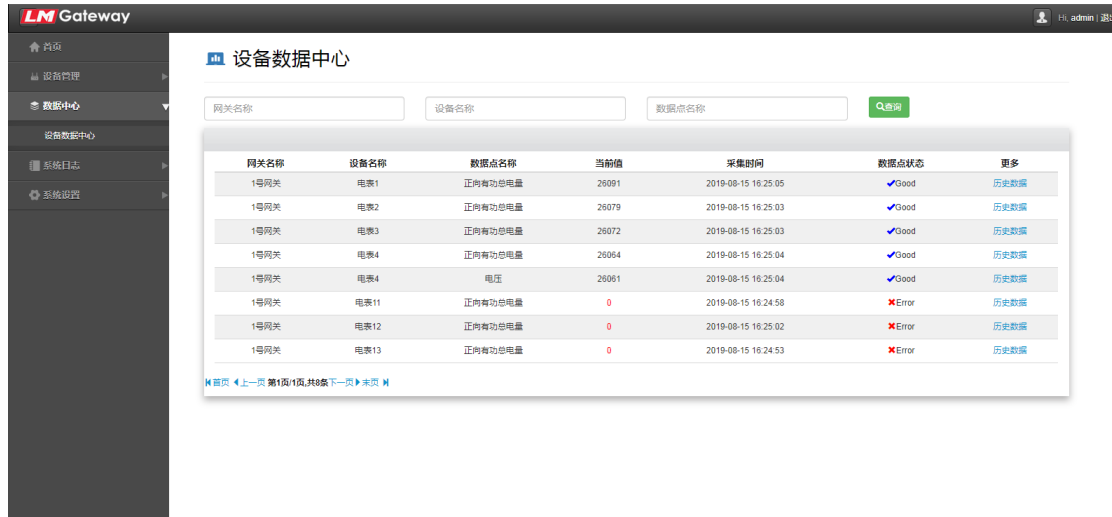 LM Gateway
Hi, admin | 退出
首页
设备管理
数据中心
设备数据中心
系统日志
系统设置
设备数据中心
网关名称 设备名称 数据点名称 查询
网关名称 设备名称 数据点名称 当前值 采集时间 数据点状态 更多
1号网关 电表1 正向有功总电量 26091 2019-08-15 16:25:05 Good 历史数据
1号网关 电表2 正向有功总电量 26079 2019-08-15 16:25:03 Good 历史数据
1号网关 电表3 正向有功总电量 26072 2019-08-15 16:25:03 Good 历史数据
1号网关 电表4 正向有功总电量 26064 2019-08-15 16:25:04 Good 历史数据
1号网关 电表4 电压 26061 2019-08-15 16:25:04 Good 历史数据
1号网关 电表11 正向有功总电量 0 2019-08-15 16:24:58 Error 历史数据
1号网关 电表12 正向有功总电量 0 2019-08-15 16:25:02 Error 历史数据
1号网关 电表13 正向有功总电量 0 2019-08-15 16:24:53 Error 历史数据
首页 上一页 第1页/1页,共8条 下一页 末页